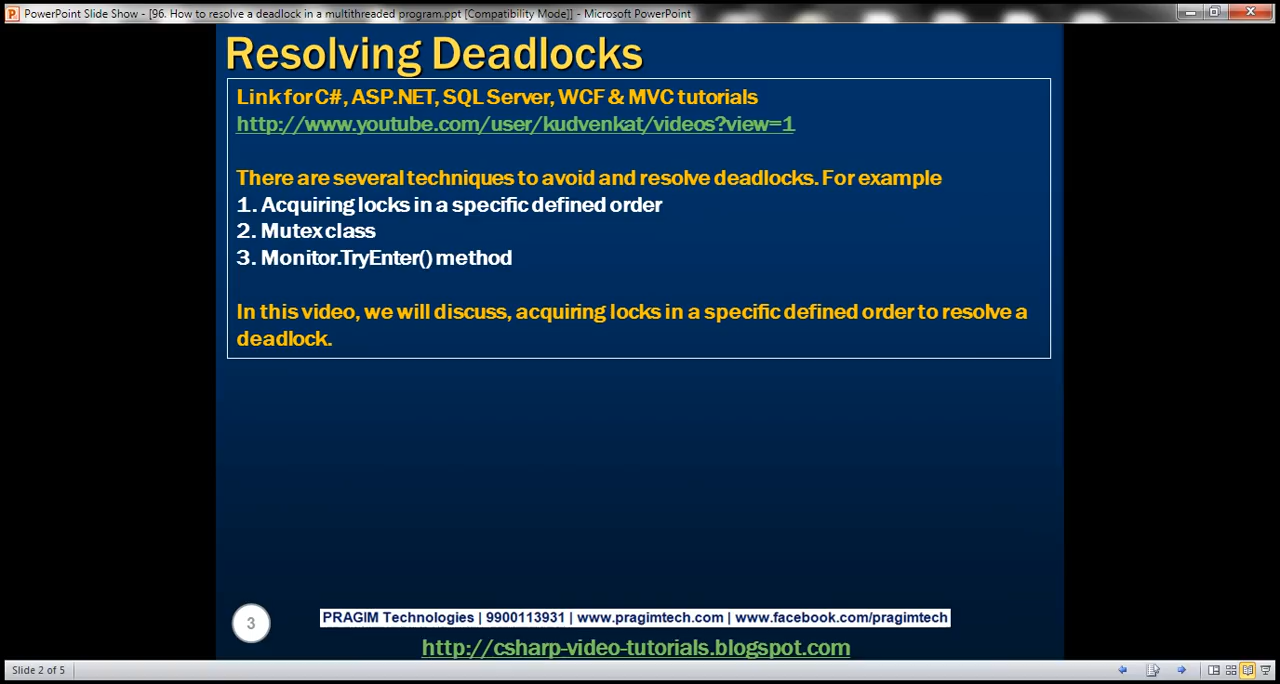 PowerPoint Slide Show - [96. How to resolve a deadlock in a multithreaded program.ppt [Compatibility Mode]] - Microsoft PowerPoint
Resolving Deadlocks
Link for C#, ASP.NET, SQL Server, WCF & MVC tutorials
http://www.youtube.com/user/kudvenkat/videos?view=1
There are several techniques to avoid and resolve deadlocks. For example
1. Acquiring locks in a specific defined order
2. Mutex class
3. Monitor.TryEnter() method
In this video, we will discuss, acquiring locks in a specific defined order to resolve a
deadlock.
3
PRAGIM Technologies | 9900113931 | www.pragimtech.com | www.facebook.com/pragimtech
http://csharp-video-tutorials.blogspot.com
Slide 2 of 5